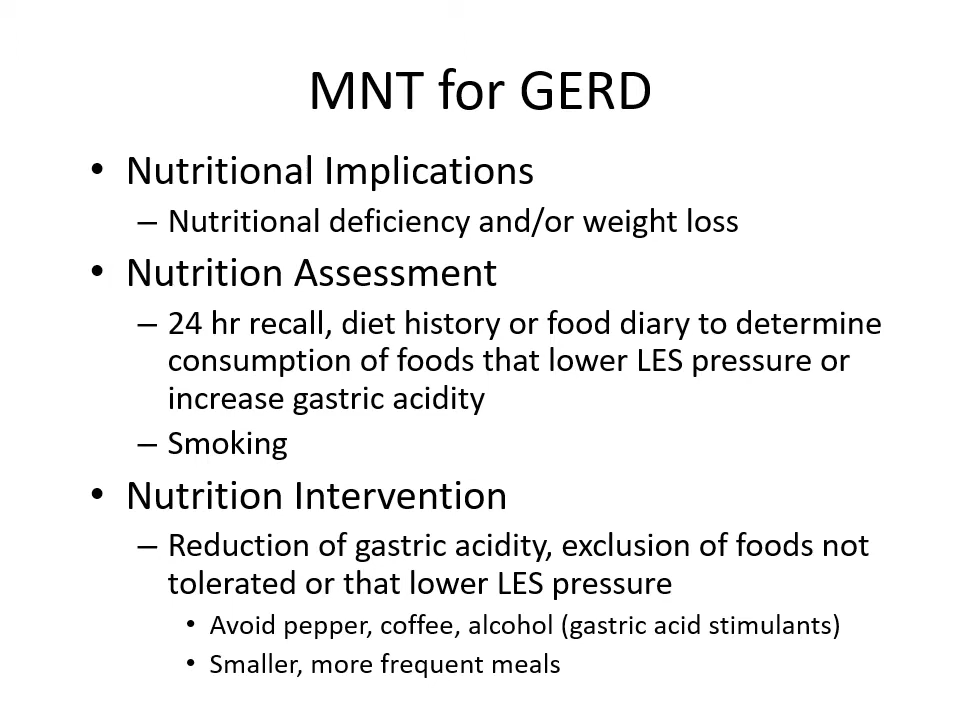 MNT for GERD
• Nutritional Implications
– Nutritional deficiency and/or weight loss
• Nutrition Assessment
– 24 hr recall, diet history or food diary to determine
consumption of foods that lower LES pressure or
increase gastric acidity
– Smoking
• Nutrition Intervention
– Reduction of gastric acidity, exclusion of foods not
tolerated or that lower LES pressure
• Avoid pepper, coffee, alcohol (gastric acid stimulants)
• Smaller, more frequent meals